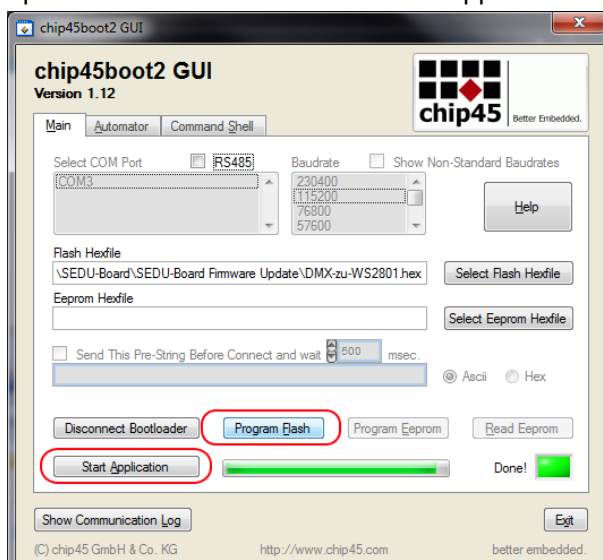 chip45boot2 GUI
chip45boot2 GUI
Version 1.12
chip45 Better Embedded.
Main Automator Command Shell
Select COM Port RS485 Baudrate Show Non-Standard Baudrates
COM3
230400
115200
76800
57600
Help
Flash Hexfile
\SEDU-Board\SEDU-Board Firmware Update\DMX-zu-WS2801.hex Select Flash Hexfile
Eeprom Hexfile
Select Eeprom Hexfile
Send This Pre-String Before Connect and wait 500 msec.
Ascii Hex
Disconnect Bootloader Program Flash Program Eeprom Read Eeprom
Start Application Done!
Show Communication Log Exit
(C) chip45 GmbH & Co. KG http://www.chip45.com better embedded.